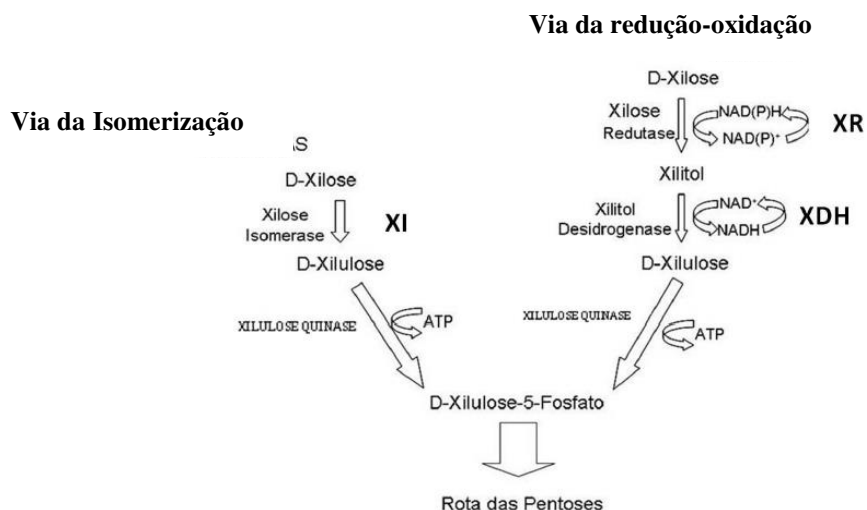 Via da redução-oxidação
D-Xilose
Xilose
Redutase
NAD(P)H
NAD(P)⁺
XR
Via da Isomerização
D-Xilose
Xilose
Isomerase
XI
D-Xilulose
Xilitol
Xilitol
Desidrogenase
NAD⁺
NADH
XDH
D-Xilulose
XILULOSE QUINASE
ATP
XILULOSE QUINASE
ATP
D-Xilulose-5-Fosfato
Rota das Pentoses